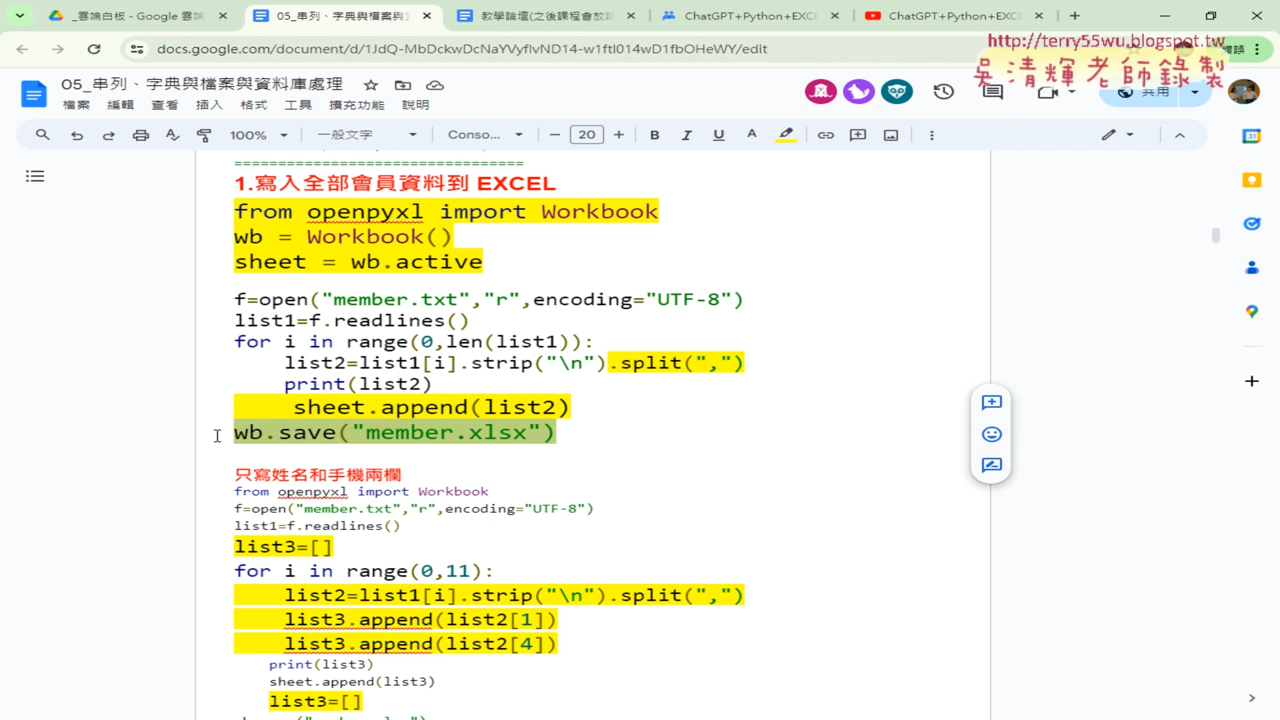 _雲端白板 - Google 雲端
05_串列、字典與檔案與
教學論壇(之後課程會放
ChatGPT+Python+EXC
ChatGPT+Python+EXC
docs.google.com/document/d/1JdQ-MbDckwDcNaYVyfIvND14-w1ftI014wD1fbOHeWY/edit
http://terry55wu.blogspot.tw
吳清輝老師錄製
05_串列、字典與檔案與資料庫處理
共用
檔案 編輯 查看 插入 格式 工具 擴充功能 說明
100% 一般文字 Conso... 20 B I U A
================================
1.寫入全部會員資料到 EXCEL
from openpyxl import Workbook
wb = Workbook()
sheet = wb.active
f=open("member.txt","r",encoding="UTF-8")
list1=f.readlines()
for i in range(0,len(list1)):
list2=list1[i].strip("\n").split(",")
print(list2)
sheet.append(list2)
wb.save("member.xlsx")
只寫姓名和手機兩欄
from openpyxl import Workbook
f=open("member.txt","r",encoding="UTF-8")
list1=f.readlines()
list3=[]
for i in range(0,11):
list2=list1[i].strip("\n").split(",")
list3.append(list2[1])
list3.append(list2[4])
print(list3)
sheet.append(list3)
list3=[]